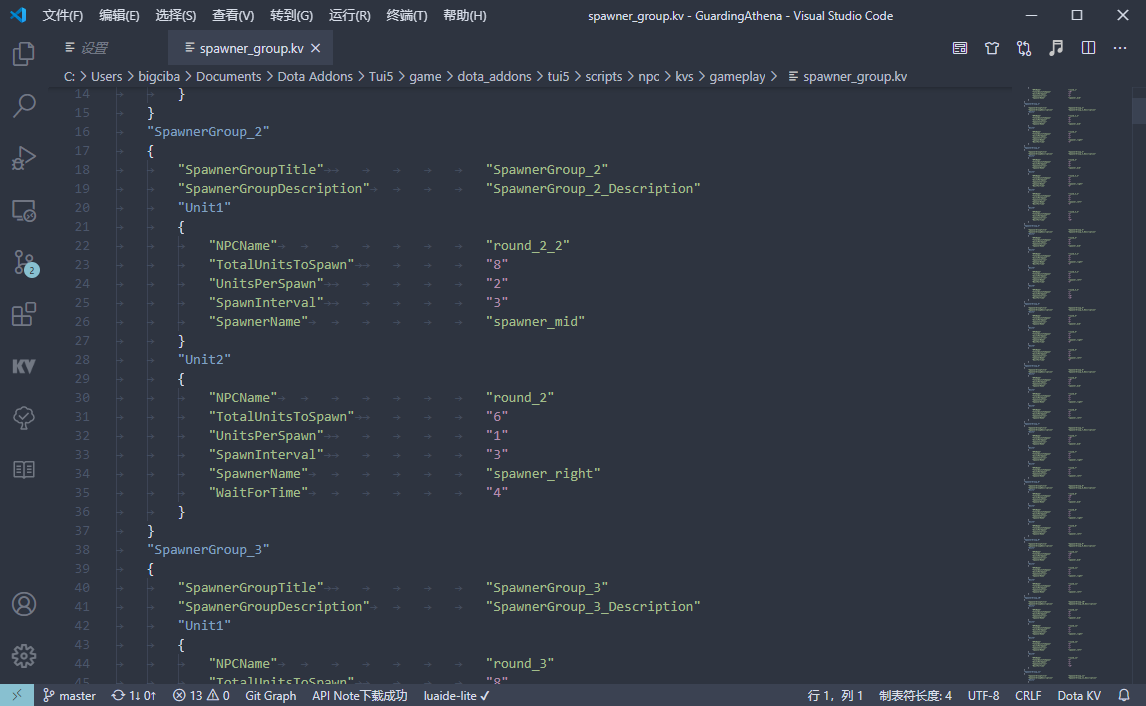 文件(F) 编辑(E) 选择(S) 查看(V) 转到(G) 运行(R) 终端(T) 帮助(H) spawner_group.kv - GuardingAthena - Visual Studio Code
设置 spawner_group.kv
C: > Users > bigciba > Documents > Dota Addons > Tui5 > game > dota_addons > tui5 > scripts > npc > kvs > gameplay > spawner_group.kv
14 }
15 }
16 "SpawnerGroup_2"
17 {
18 "SpawnerGroupTitle" "SpawnerGroup_2"
19 "SpawnerGroupDescription" "SpawnerGroup_2_Description"
20 "Unit1"
21 {
22 "NPCName" "round_2_2"
23 "TotalUnitsToSpawn" "8"
24 "UnitsPerSpawn" "2"
25 "SpawnInterval" "3"
26 "SpawnerName" "spawner_mid"
27 }
28 "Unit2"
29 {
30 "NPCName" "round_2"
31 "TotalUnitsToSpawn" "6"
32 "UnitsPerSpawn" "1"
33 "SpawnInterval" "3"
34 "SpawnerName" "spawner_right"
35 "WaitForTime" "4"
36 }
37 }
38 "SpawnerGroup_3"
39 {
40 "SpawnerGroupTitle" "SpawnerGroup_3"
41 "SpawnerGroupDescription" "SpawnerGroup_3_Description"
42 "Unit1"
43 {
44 "NPCName" "round_3"
45 "TotalUnitsToSpawn" "8"
2
KV
master 1↓ 0↑ 13 0 Git Graph API Note下载成功 luaide-lite ✓ 行 1，列 1 制表符长度: 4 UTF-8 CRLF Dota KV